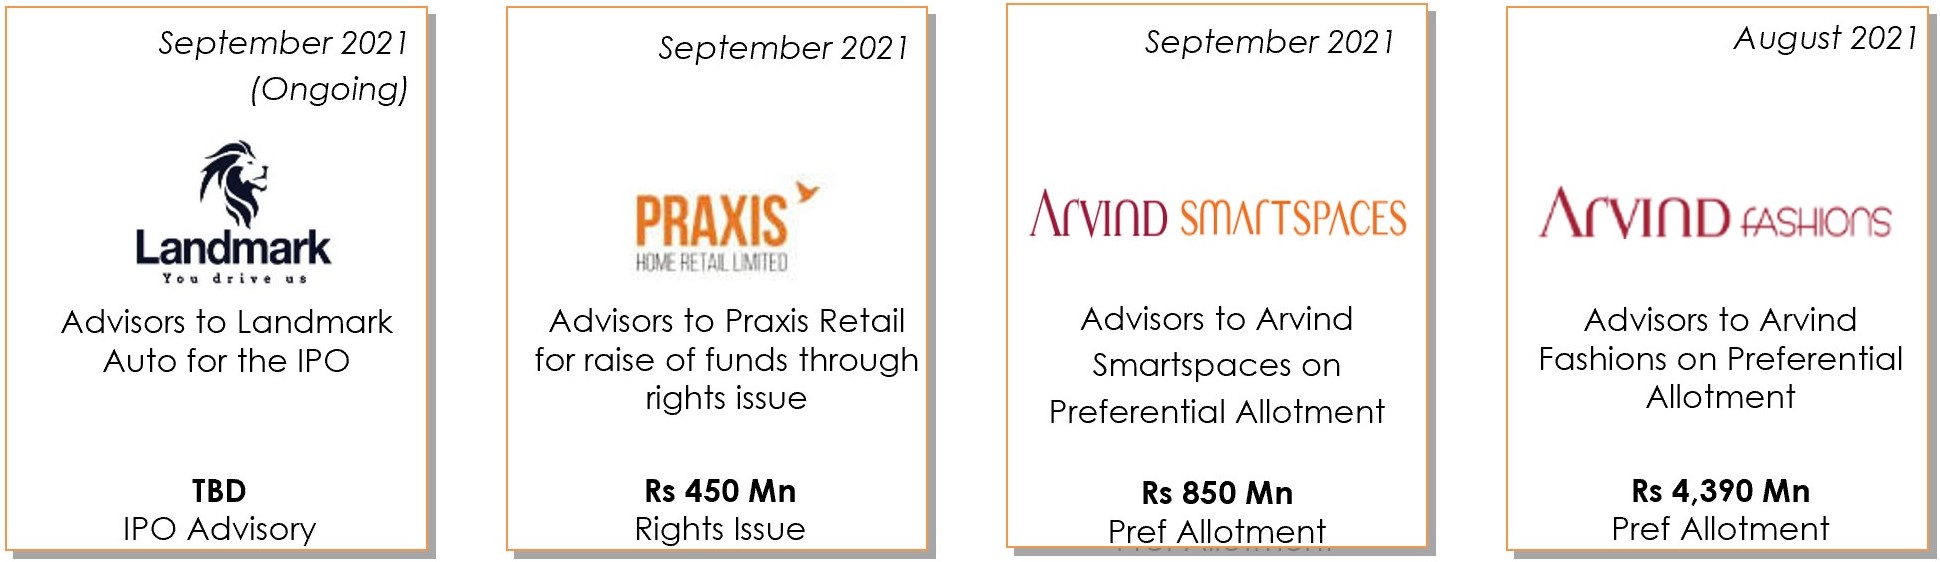 September 2021
(Ongoing)
Landmark
You drive us
Advisors to Landmark
Auto for the IPO
TBD
IPO Advisory
September 2021
PRAXIS
HOME RETAIL LIMITED
Advisors to Praxis Retail
for raise of funds through
rights issue
Rs 450 Mn
Rights Issue
September 2021
ARVIND SMARTSPACES
Advisors to Arvind
Smartspaces on
Preferential Allotment
Rs 850 Mn
Pref Allotment
August 2021
ARVIND FASHIONS
Advisors to Arvind
Fashions on Preferential
Allotment
Rs 4,390 Mn
Pref Allotment